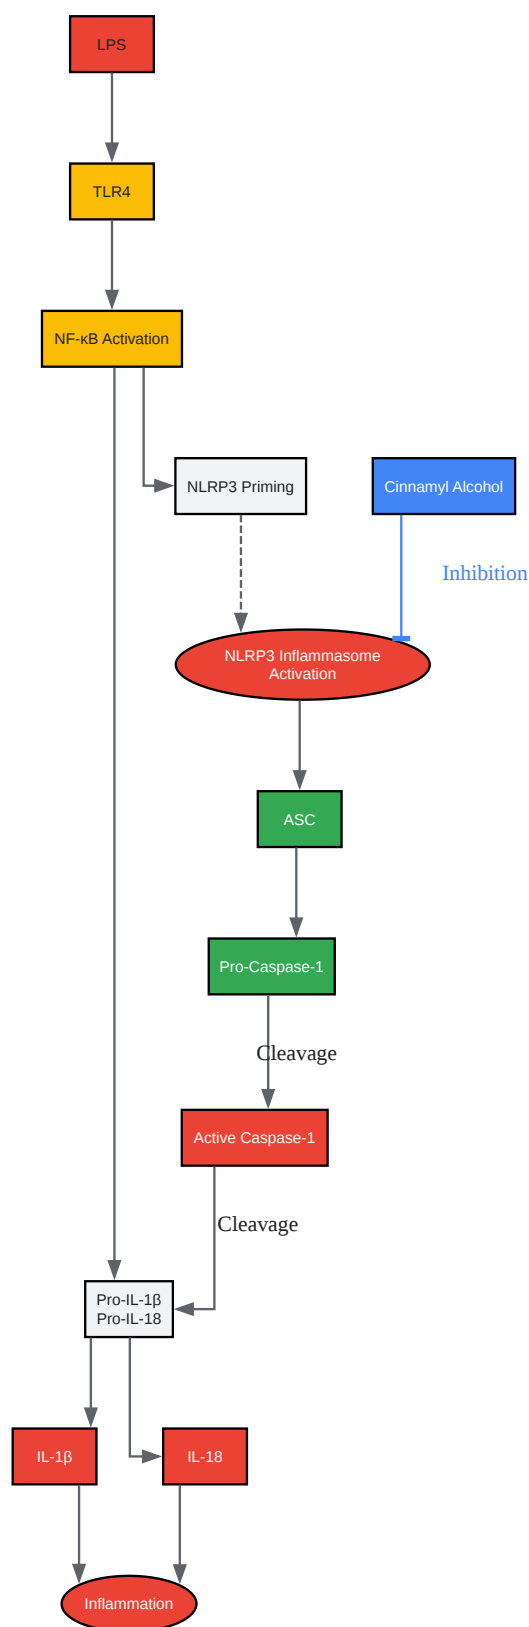 LPS
TLR4
NF-κB Activation
NLRP3 Priming
Cinnamyl Alcohol
Inhibition
NLRP3 Inflammasome
Activation
ASC
Pro-Caspase-1
Cleavage
Active Caspase-1
Cleavage
Pro-IL-1β
Pro-IL-18
IL-1β
IL-18
Inflammation